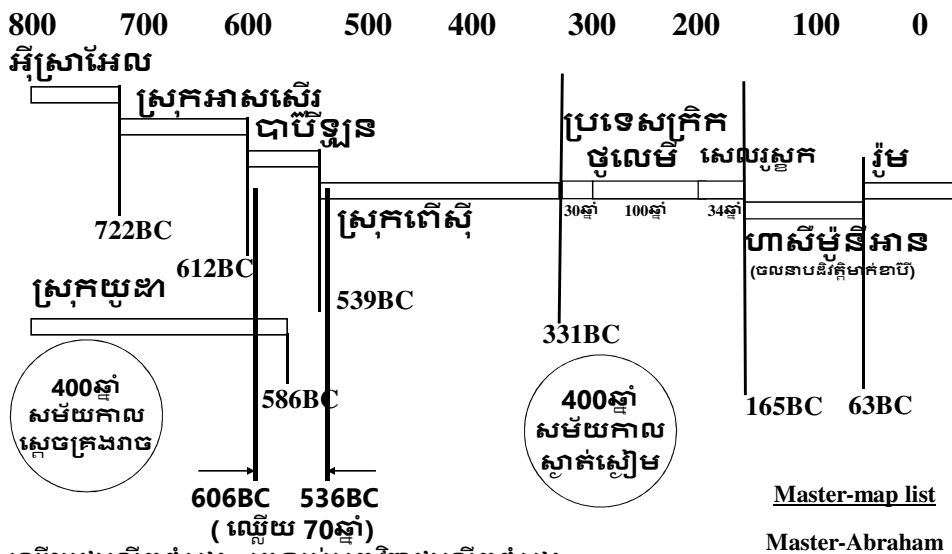 800 700 600 500 400 300 200 100 0
អ៊ីស្រាអែល
ស្រុកអាសស៊ើរ
បាប៊ីឡូន
ប្រទេសក្រិក
ថូលេមី
សេលរូស្ខក
រ៉ូម
ស្រុកពើស៊ី
30ឆ្នាំ 100ឆ្នាំ 34ឆ្នាំ
722BC
612BC
ហាសីម៉ូនីអាន
(ចលនាបដិវត្តិមាក់ខាប៊ី)
ស្រុកយូដា
539BC
331BC
400ឆ្នាំ
សម័យកាល
ស្តេចគ្រងរាជ
586BC
400ឆ្នាំ
សម័យកាល
ស្ងាត់ស្ងៀម
165BC 63BC
606BC 536BC
( ឈ្លើយ 70ឆ្នាំ)
Master-map list
Master-Abraham